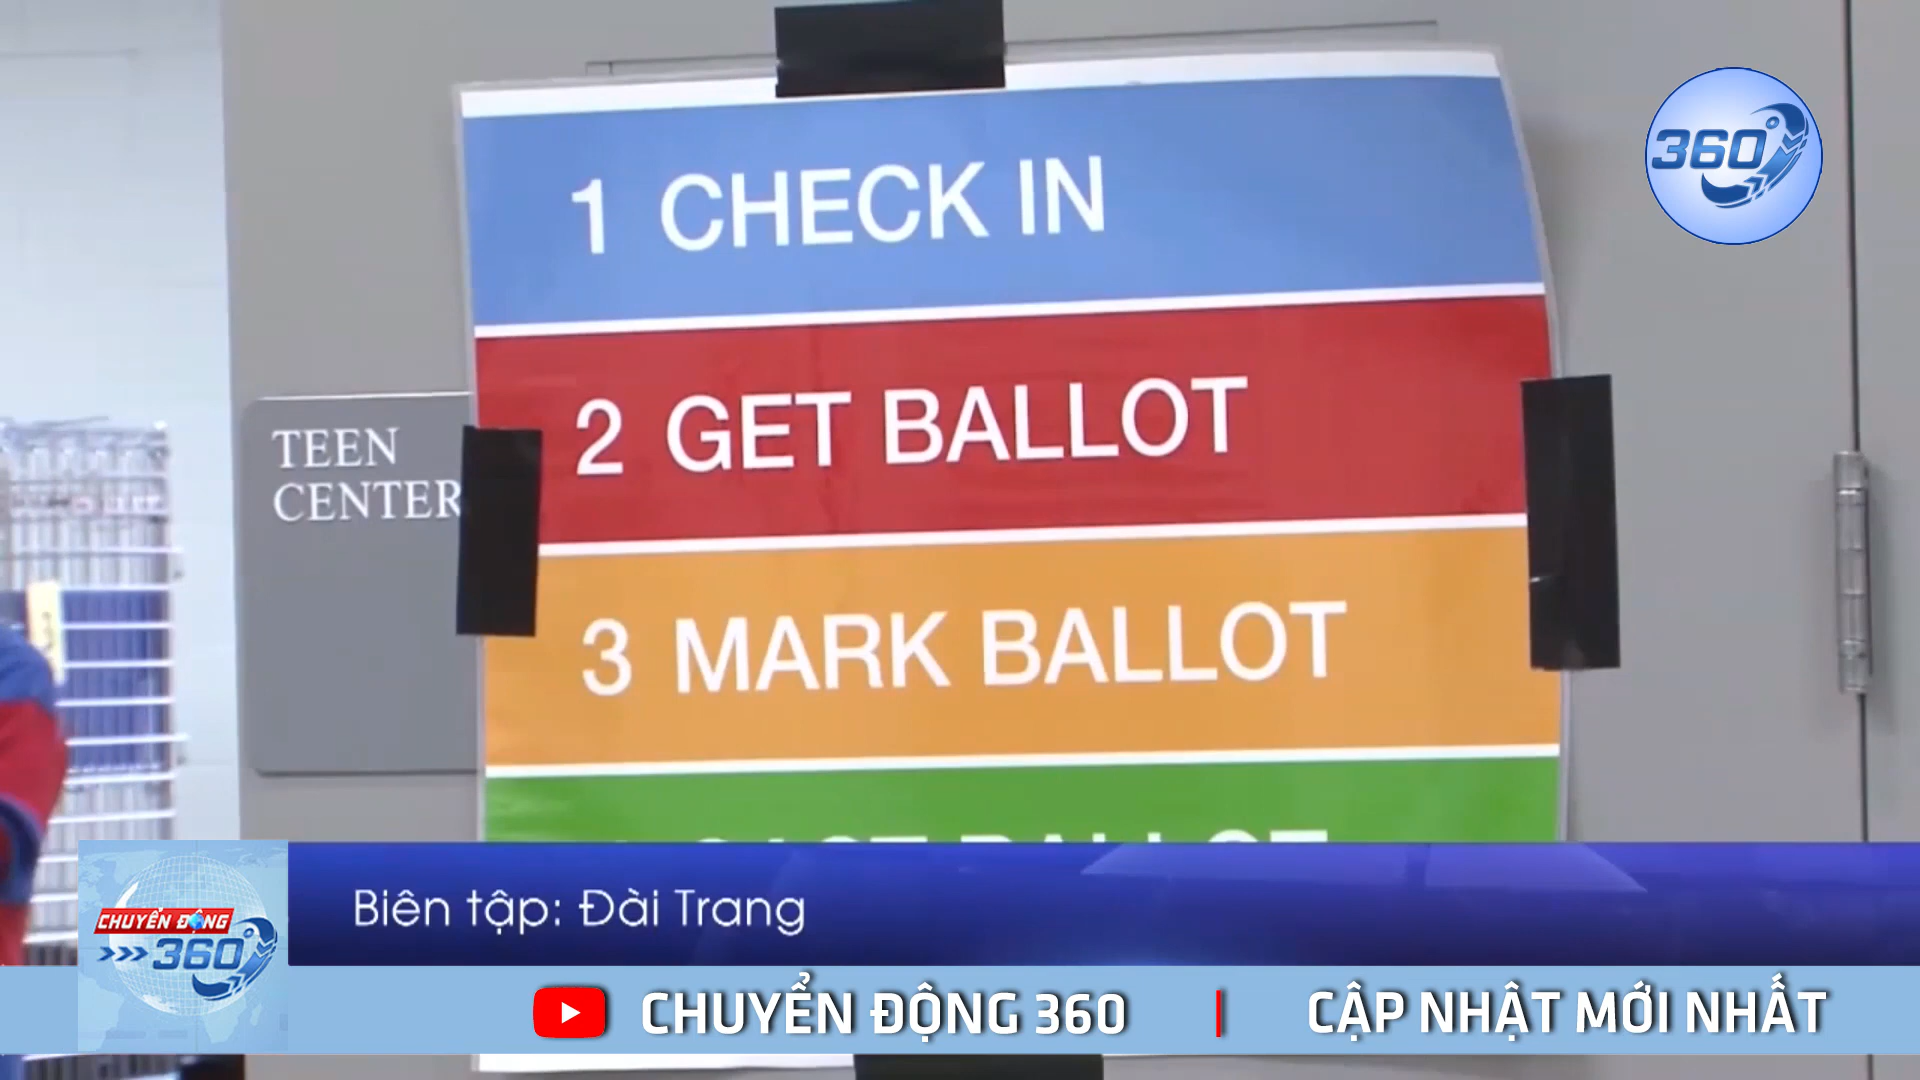 360°
1 CHECK IN
2 GET BALLOT
3 MARK BALLOT
TEEN
CENTER
Biên tập: Đài Trang
CHUYỂN ĐỘNG
360°
CHUYỂN ĐỘNG 360 | CẬP NHẬT MỚI NHẤT